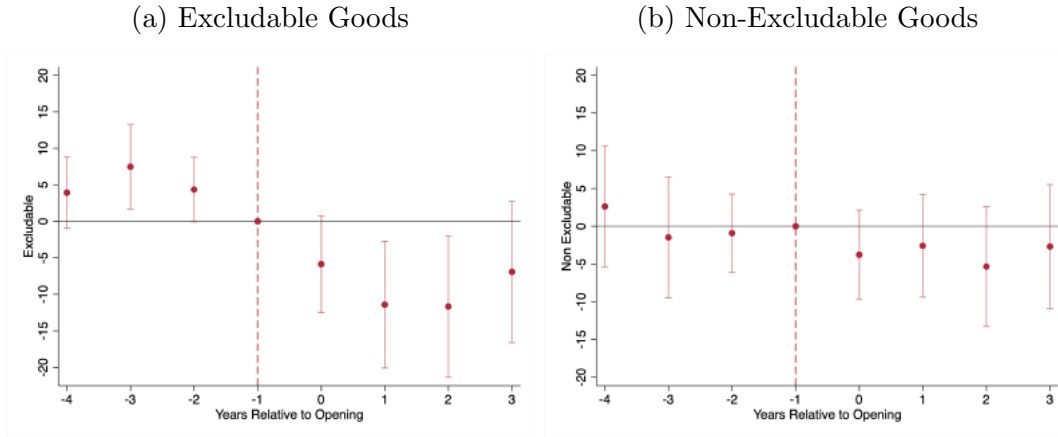 (a) Excludable Goods
(b) Non-Excludable Goods
Excludable
20
15
10
5
0
-5
-10
-15
-20
-4 -3 -2 -1 0 1 2 3
Years Relative to Opening
Non Excludable
20
15
10
5
0
-5
-10
-15
-20
-4 -3 -2 -1 0 1 2 3
Years Relative to Opening